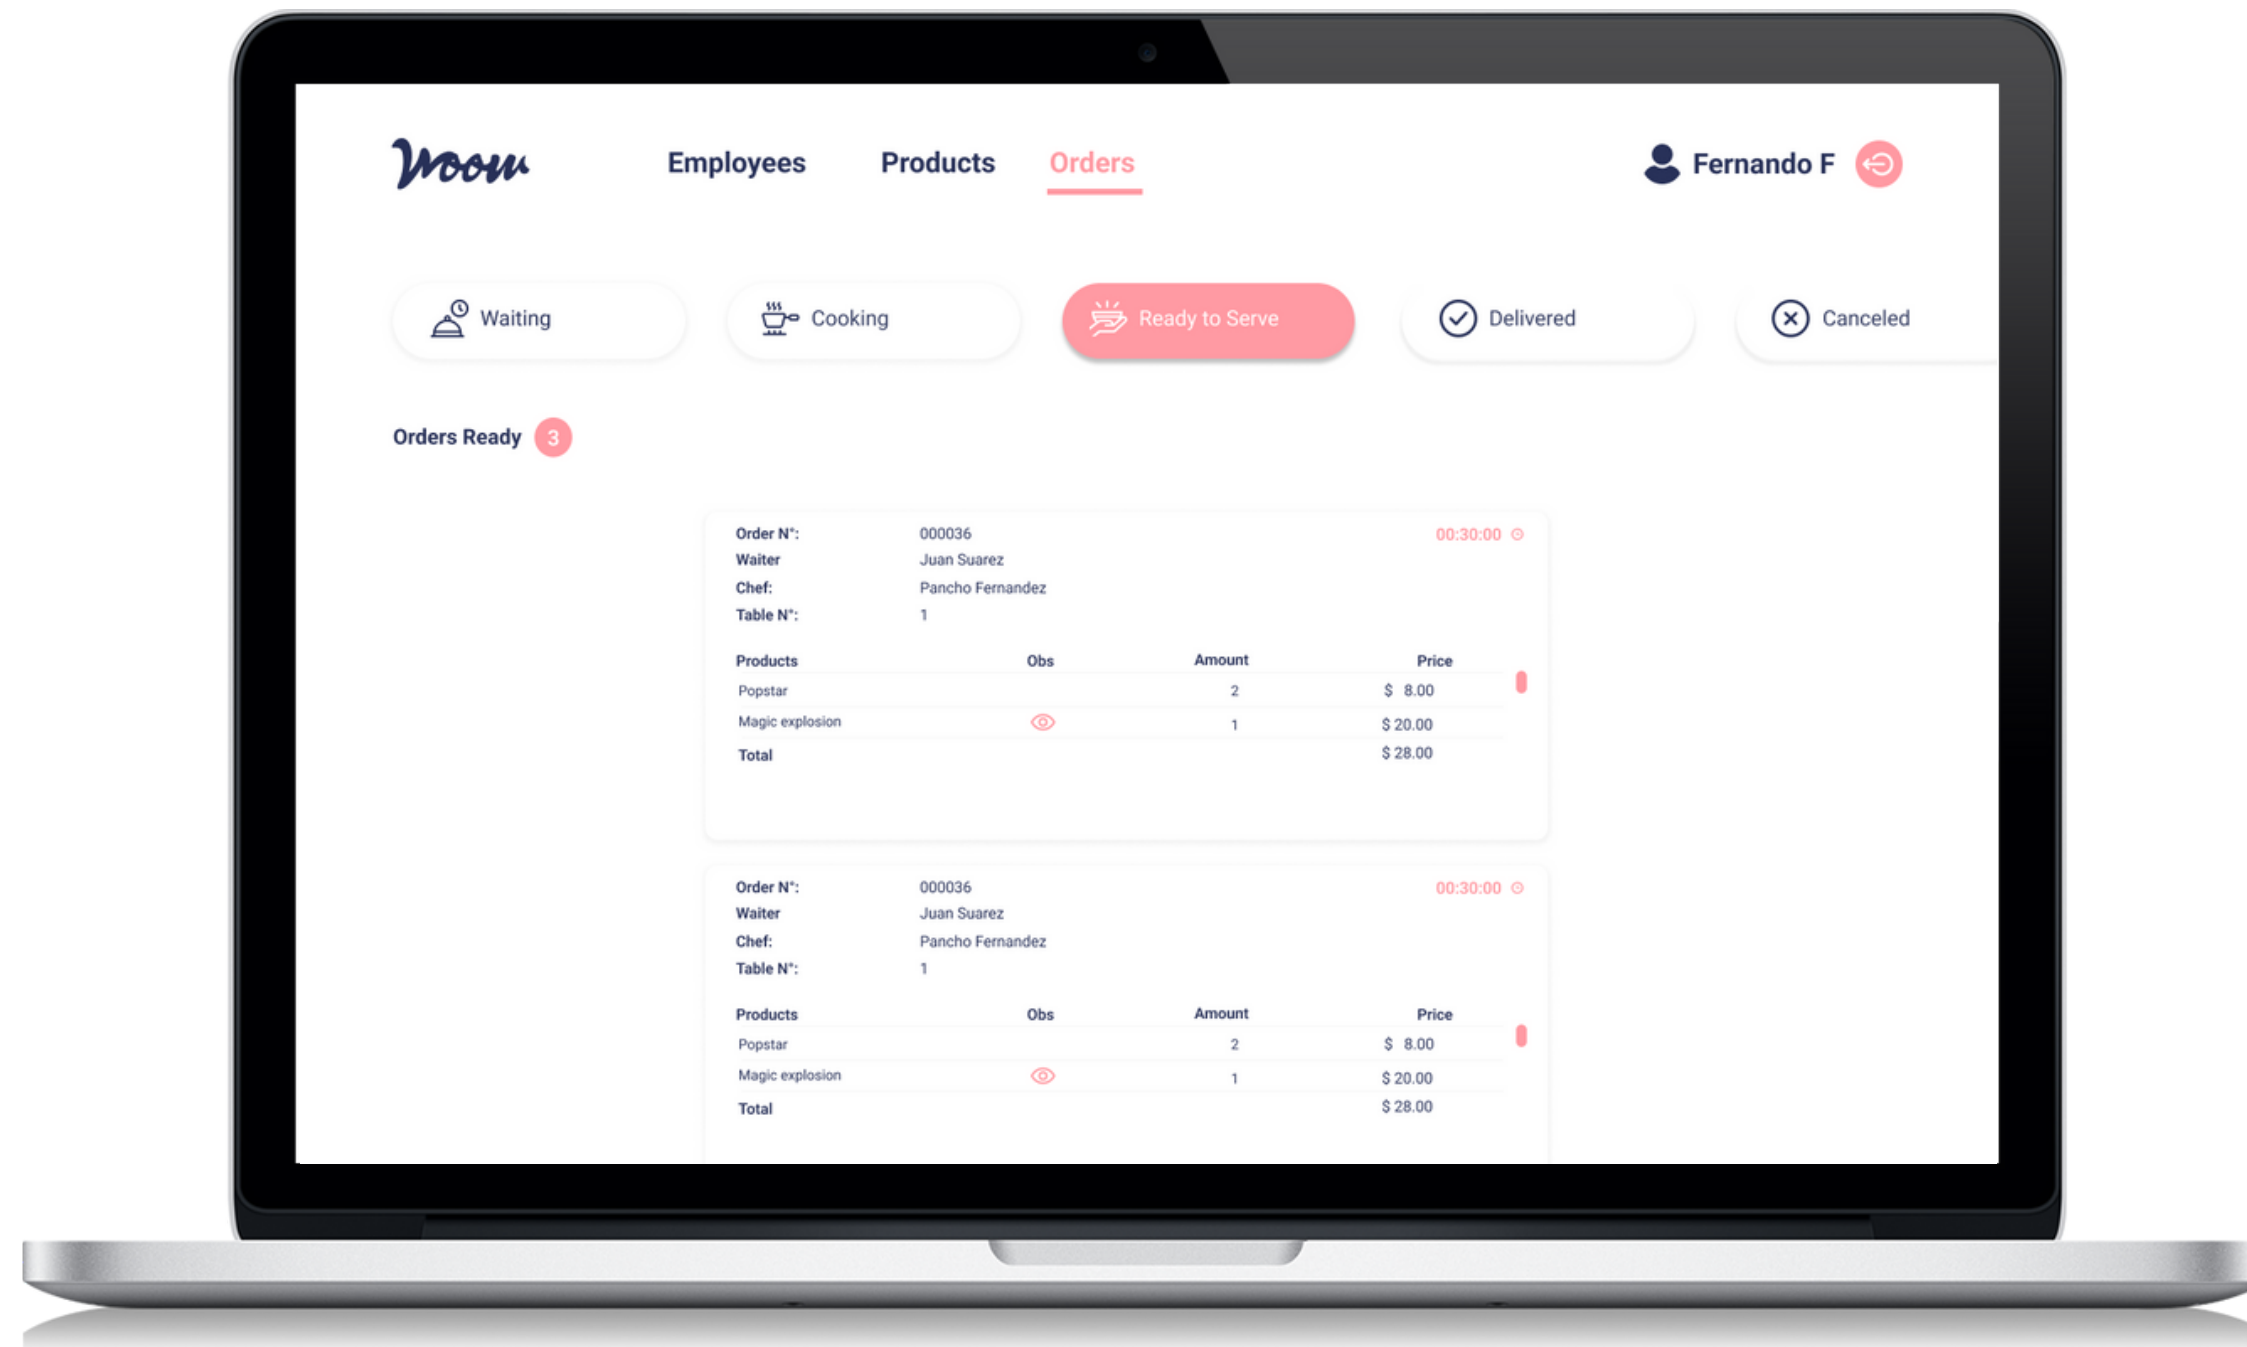 Woow
Employees Products Orders Fernando F
Waiting Cooking Ready to Serve Delivered Canceled
Orders Ready 3
Order N°: 000036 00:30:00
Waiter Juan Suarez
Chef: Pancho Fernandez
Table N°: 1
Products Obs Amount Price
Popstar 2 $ 8.00
Magic explosion 1 $ 20.00
Total $ 28.00
Order N°: 000036 00:30:00
Waiter Juan Suarez
Chef: Pancho Fernandez
Table N°: 1
Products Obs Amount Price
Popstar 2 $ 8.00
Magic explosion 1 $ 20.00
Total $ 28.00